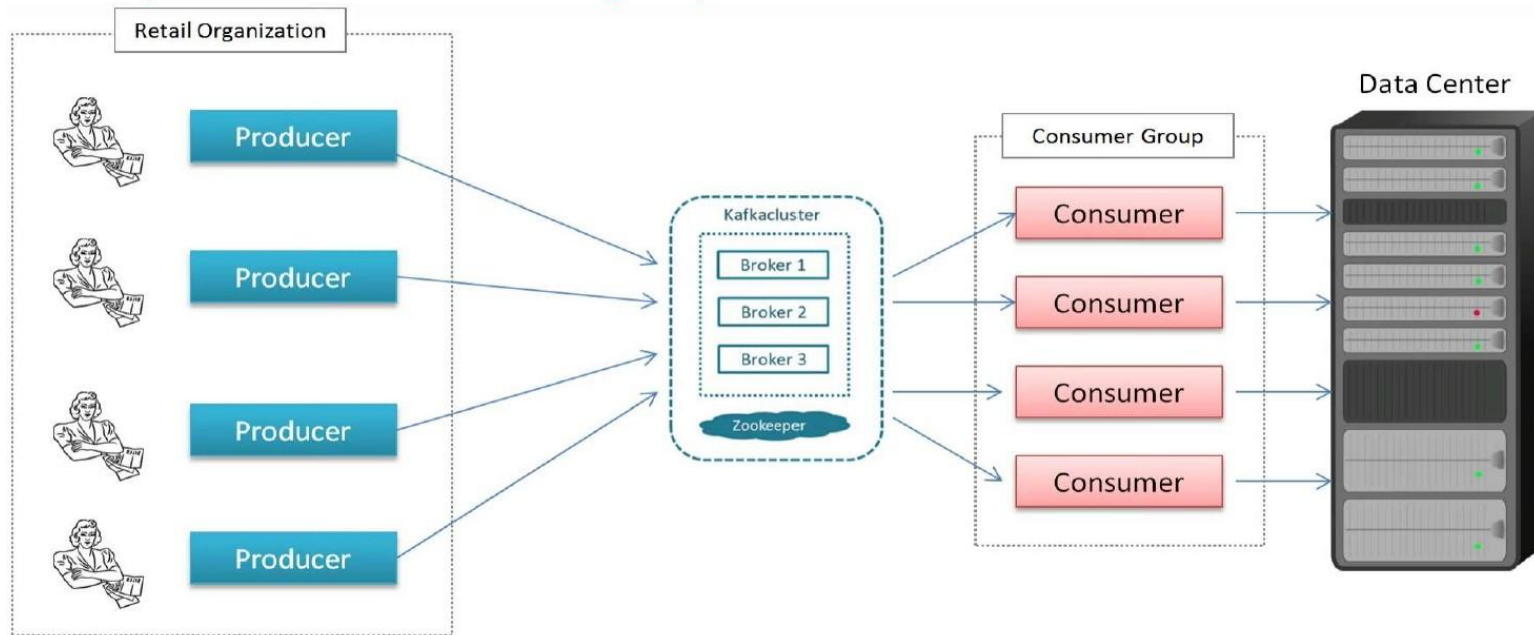 Retail Organization
Producer
Producer
Producer
Producer
Kafkacluster
Broker 1
Broker 2
Broker 3
Zookeeper
Consumer Group
Consumer
Consumer
Consumer
Consumer
Data Center